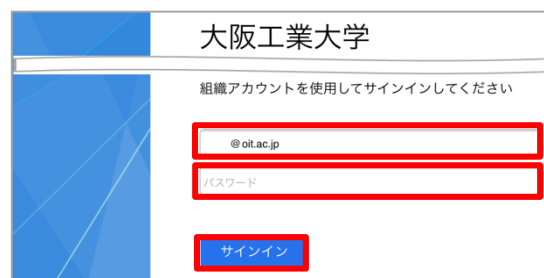 大阪工業大学
組織アカウントを使用してサインインしてください
@oit.ac.jp
パスワード
サインイン